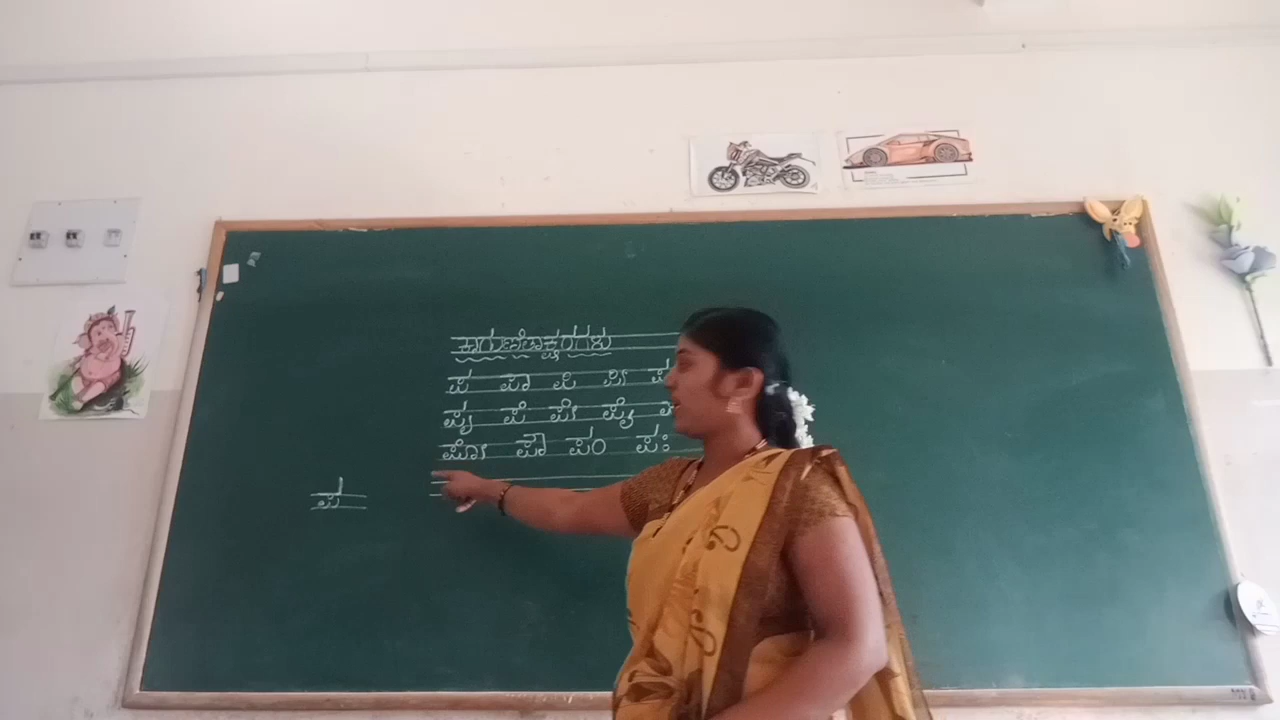 ಕಾಗುಣಿತಾಕ್ಷರಗಳು
ಪ ಪಾ ಪಿ ಪೀ
ಪೃ ಪೆ ಪೇ ಪೈ
ಪೋ ಪೌ ಪಂ ಪಃ
ಪ